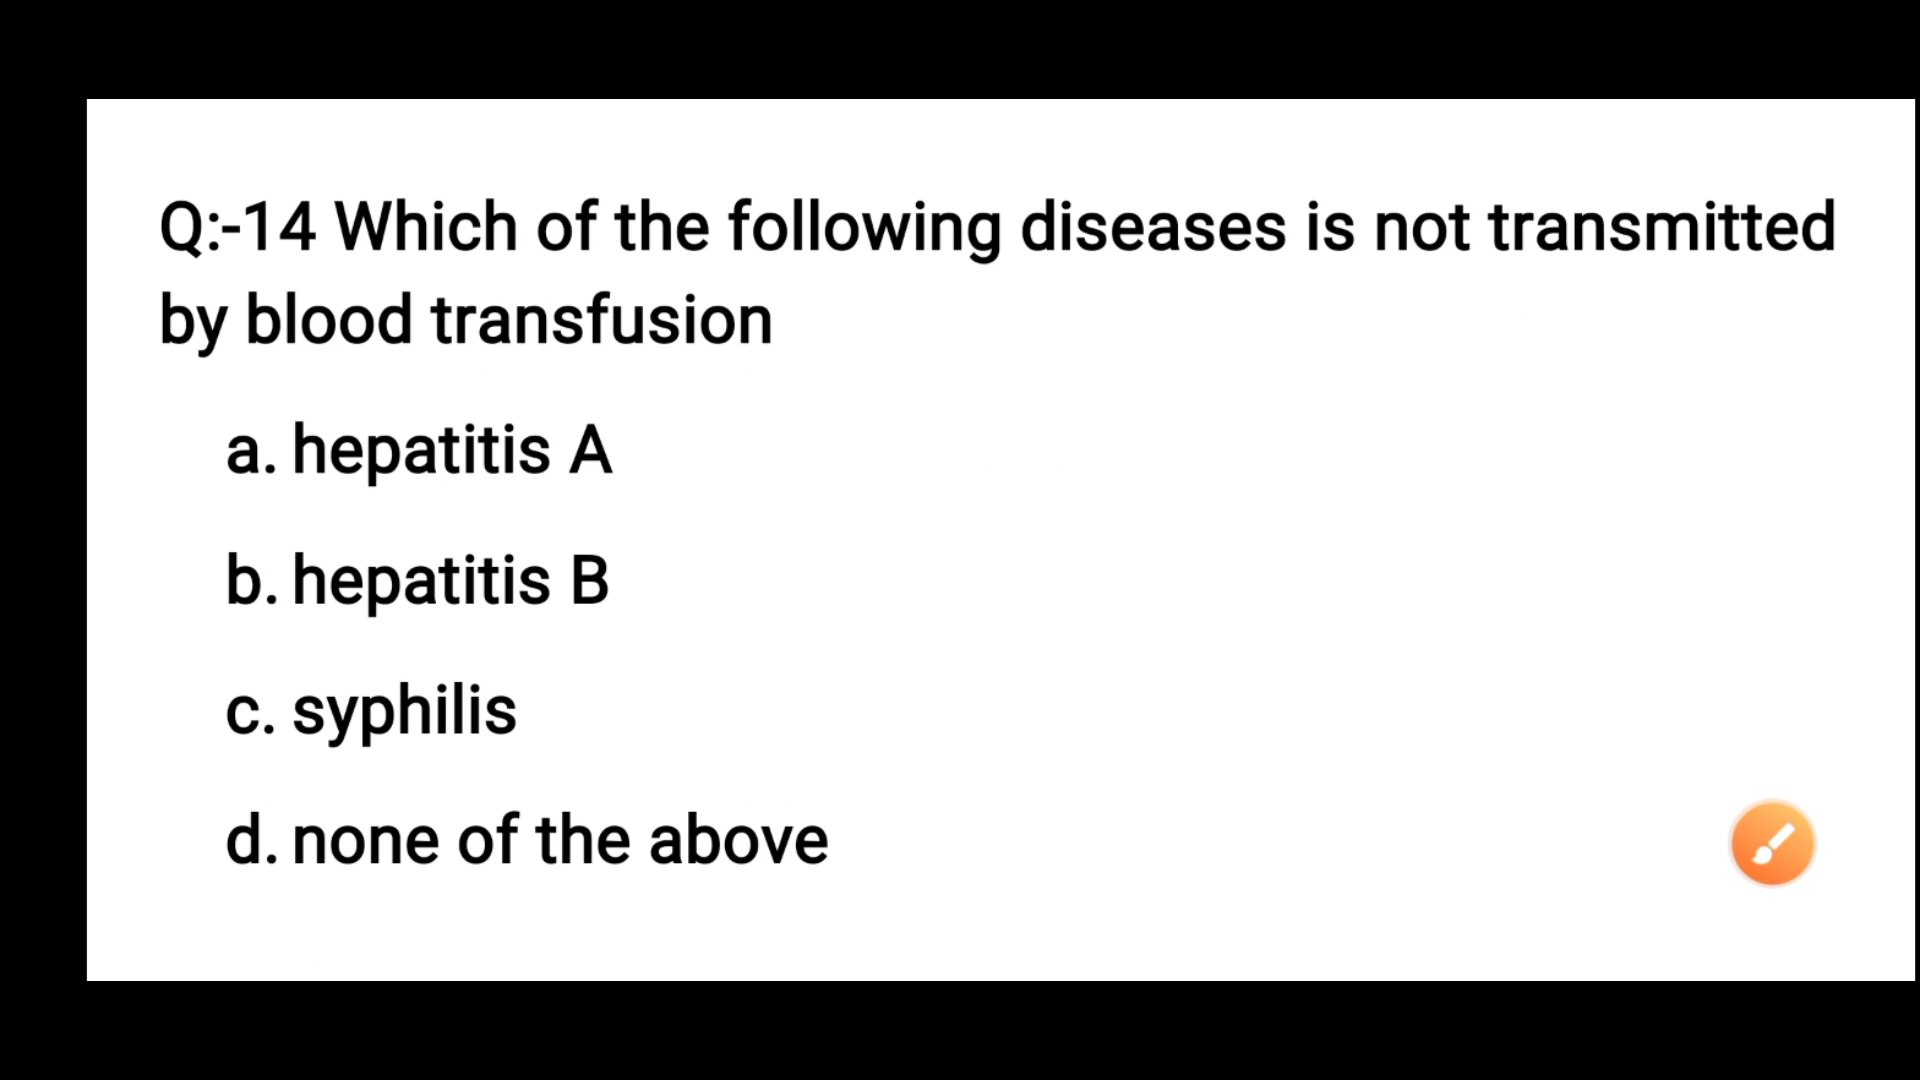 Q:-14 Which of the following diseases is not transmitted
by blood transfusion
a. hepatitis A
b. hepatitis B
c. syphilis
d. none of the above